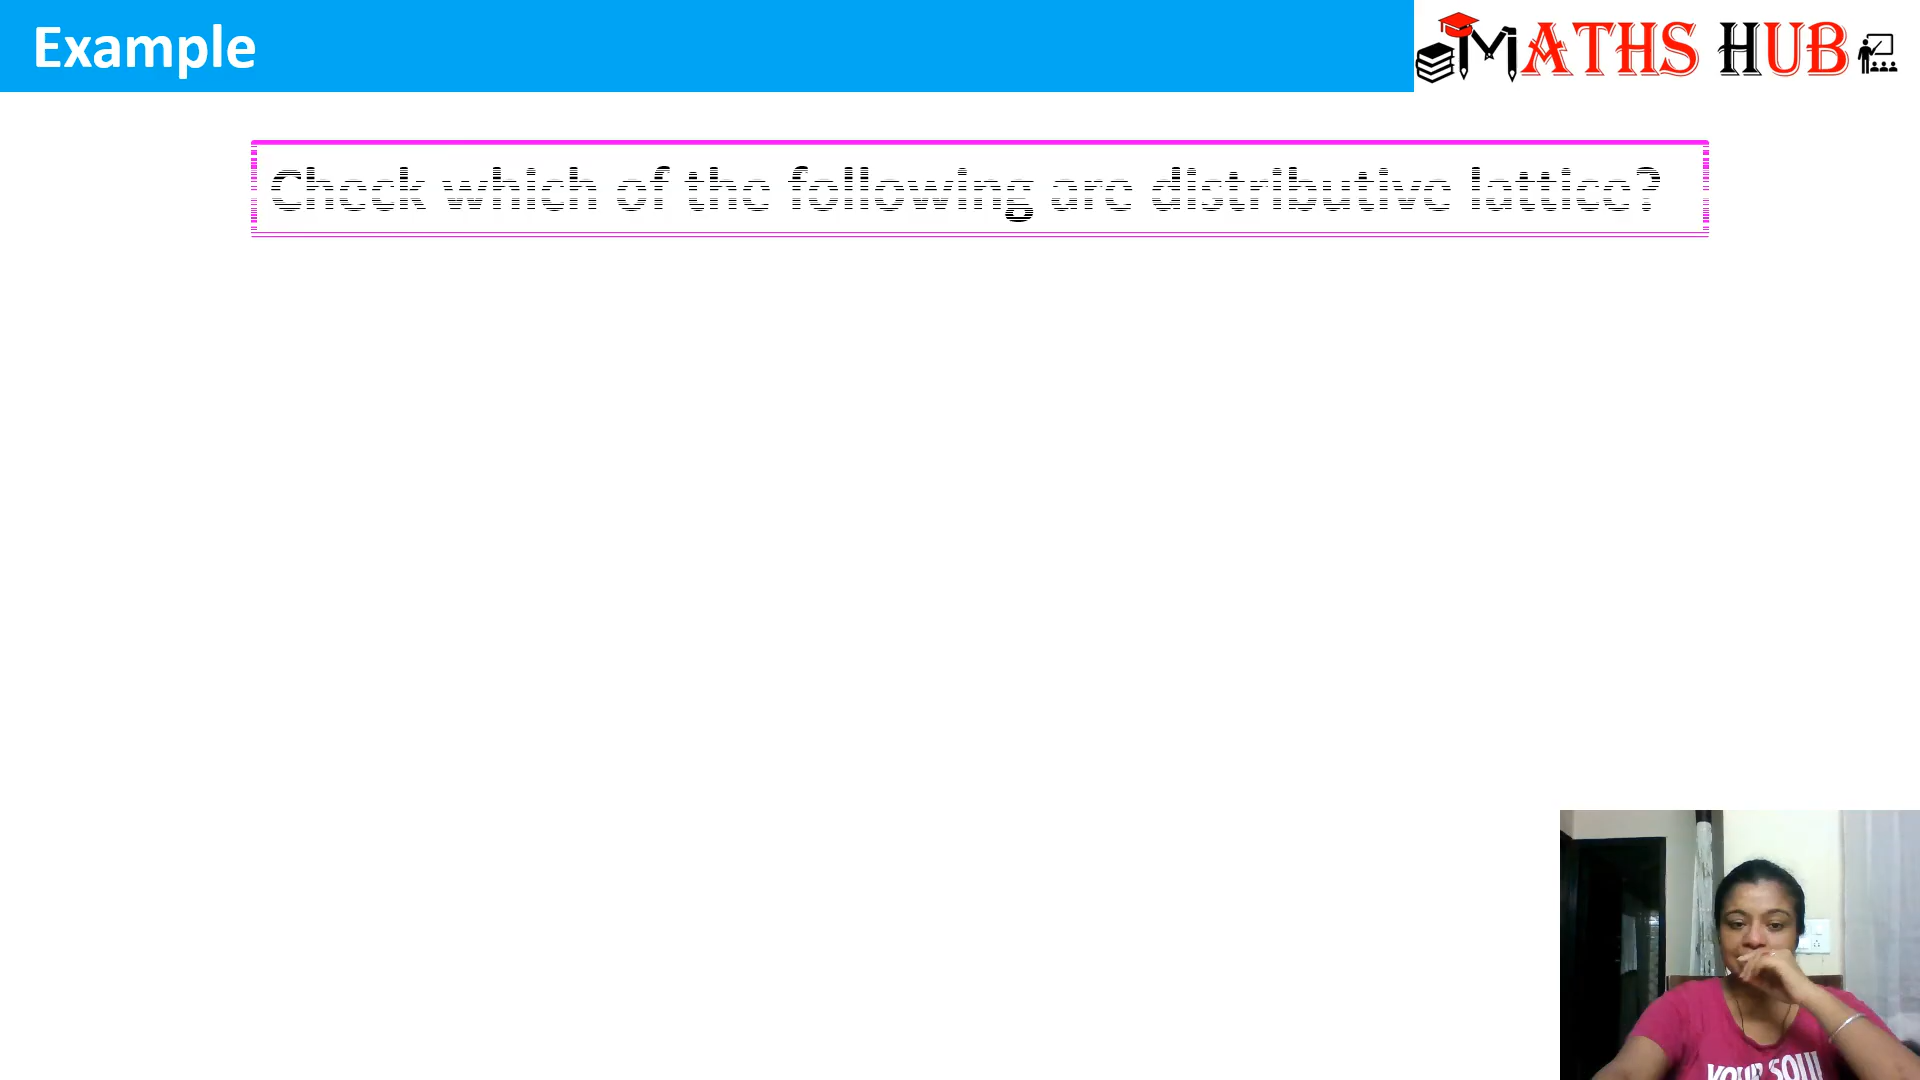 Example
MATHS HUB
Check which of the following are distributive lattice?
YOUR SOUL